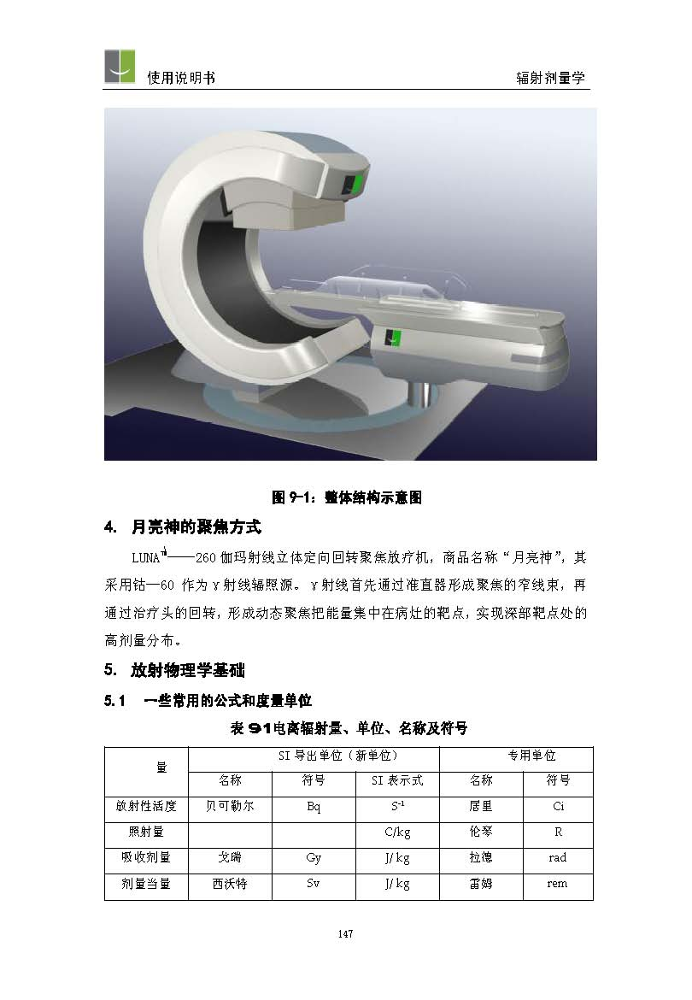 使用说明书 辐射剂量学
图 9-1：整体结构示意图
4. 月亮神的聚焦方式
LUNA™——260 伽玛射线立体定向回转聚焦放疗机，商品名称“月亮神”，其
采用钴—60 作为γ射线辐照源。γ射线首先通过准直器形成聚焦的窄线束，再
通过治疗头的回转，形成动态聚焦把能量集中在病灶的靶点，实现深部靶点处的
高剂量分布。
5. 放射物理学基础
5.1 一些常用的公式和度量单位
表 9-1电离辐射量、单位、名称及符号
量 SI 导出单位（新单位） 专用单位
名称 符号 SI 表示式 名称 符号
放射性活度 贝可勒尔 Bq S-1 居里 Ci
照射量 C/kg 伦琴 R
吸收剂量 戈瑞 Gy J/kg 拉德 rad
剂量当量 西沃特 Sv J/kg 雷姆 rem
147